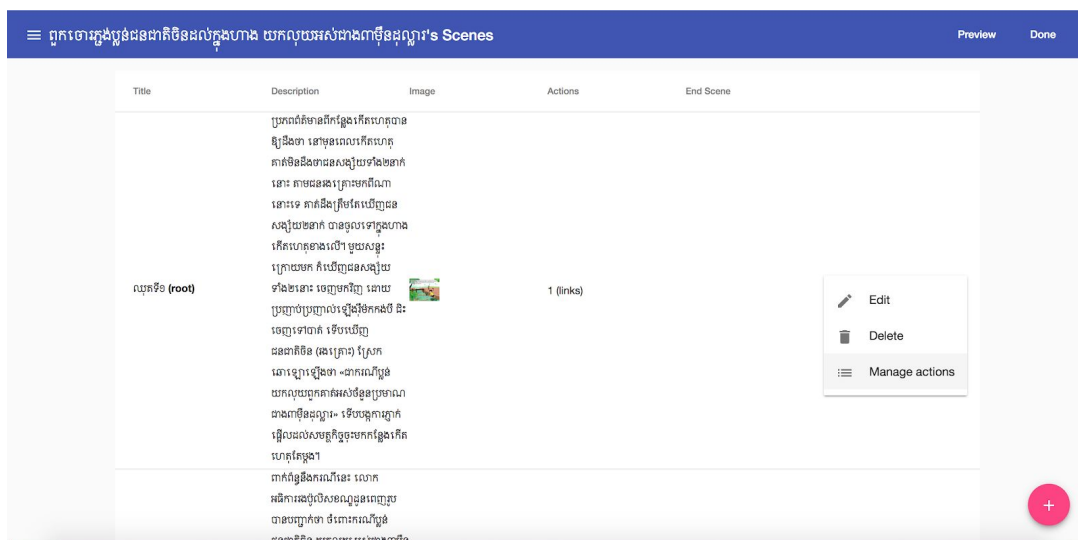 ពួកចោរភ្ជង់ប្លន់ជនជាតិចិនដល់ក្នុងហាង យកលុយអស់ជាង៣ម៉ឺនដុល្លារ's Scenes
Preview
Done
Title
Description
Image
Actions
End Scene
ប្រភពព័ត៌មានពីកន្លែងកើតហេតុបាន
ឱ្យដឹងថា នៅមុនពេលកើតហេតុ
គាត់មិនដឹងថាជនសង្ស័យទាំង២នាក់
នោះ តាមជនរងគ្រោះមកពីណា
នោះទេ គាត់ដឹងត្រឹមតែឃើញជន
សង្ស័យ២នាក់ បានចូលទៅក្នុងហាង
កើតហេតុខាងលើ។ មួយសន្ទុះ
ក្រោយមក ក៏ឃើញជនសង្ស័យ
ទាំង២នោះ ចេញមកវិញ ដោយ
ប្រញាប់ប្រញាល់ឡើងរ៉ឺម៉កកង់បី ជិះ
ចេញទៅបាត់ ទើបឃើញ
ជនជាតិចិន (រងគ្រោះ) ស្រែក
ឆោឡោឡើងថា «ជាករណីប្លន់
យកលុយពួកគាត់អស់ចំនួនប្រមាណ
ជាង៣ម៉ឺនដុល្លារ» ទើបបង្កការភ្ញាក់
ផ្អើលដល់សមត្ថកិច្ចចុះមកកន្លែងកើត
ហេតុតែម្តង។
ឈុតទី១ (root)
1 (links)
Edit
Delete
Manage actions
ពាក់ព័ន្ធនឹងករណីនេះ លោក
អធិការរងប៉ូលិសខណ្ឌដូនពេញរូប
បានបញ្ជាក់ថា ចំពោះករណីប្លន់